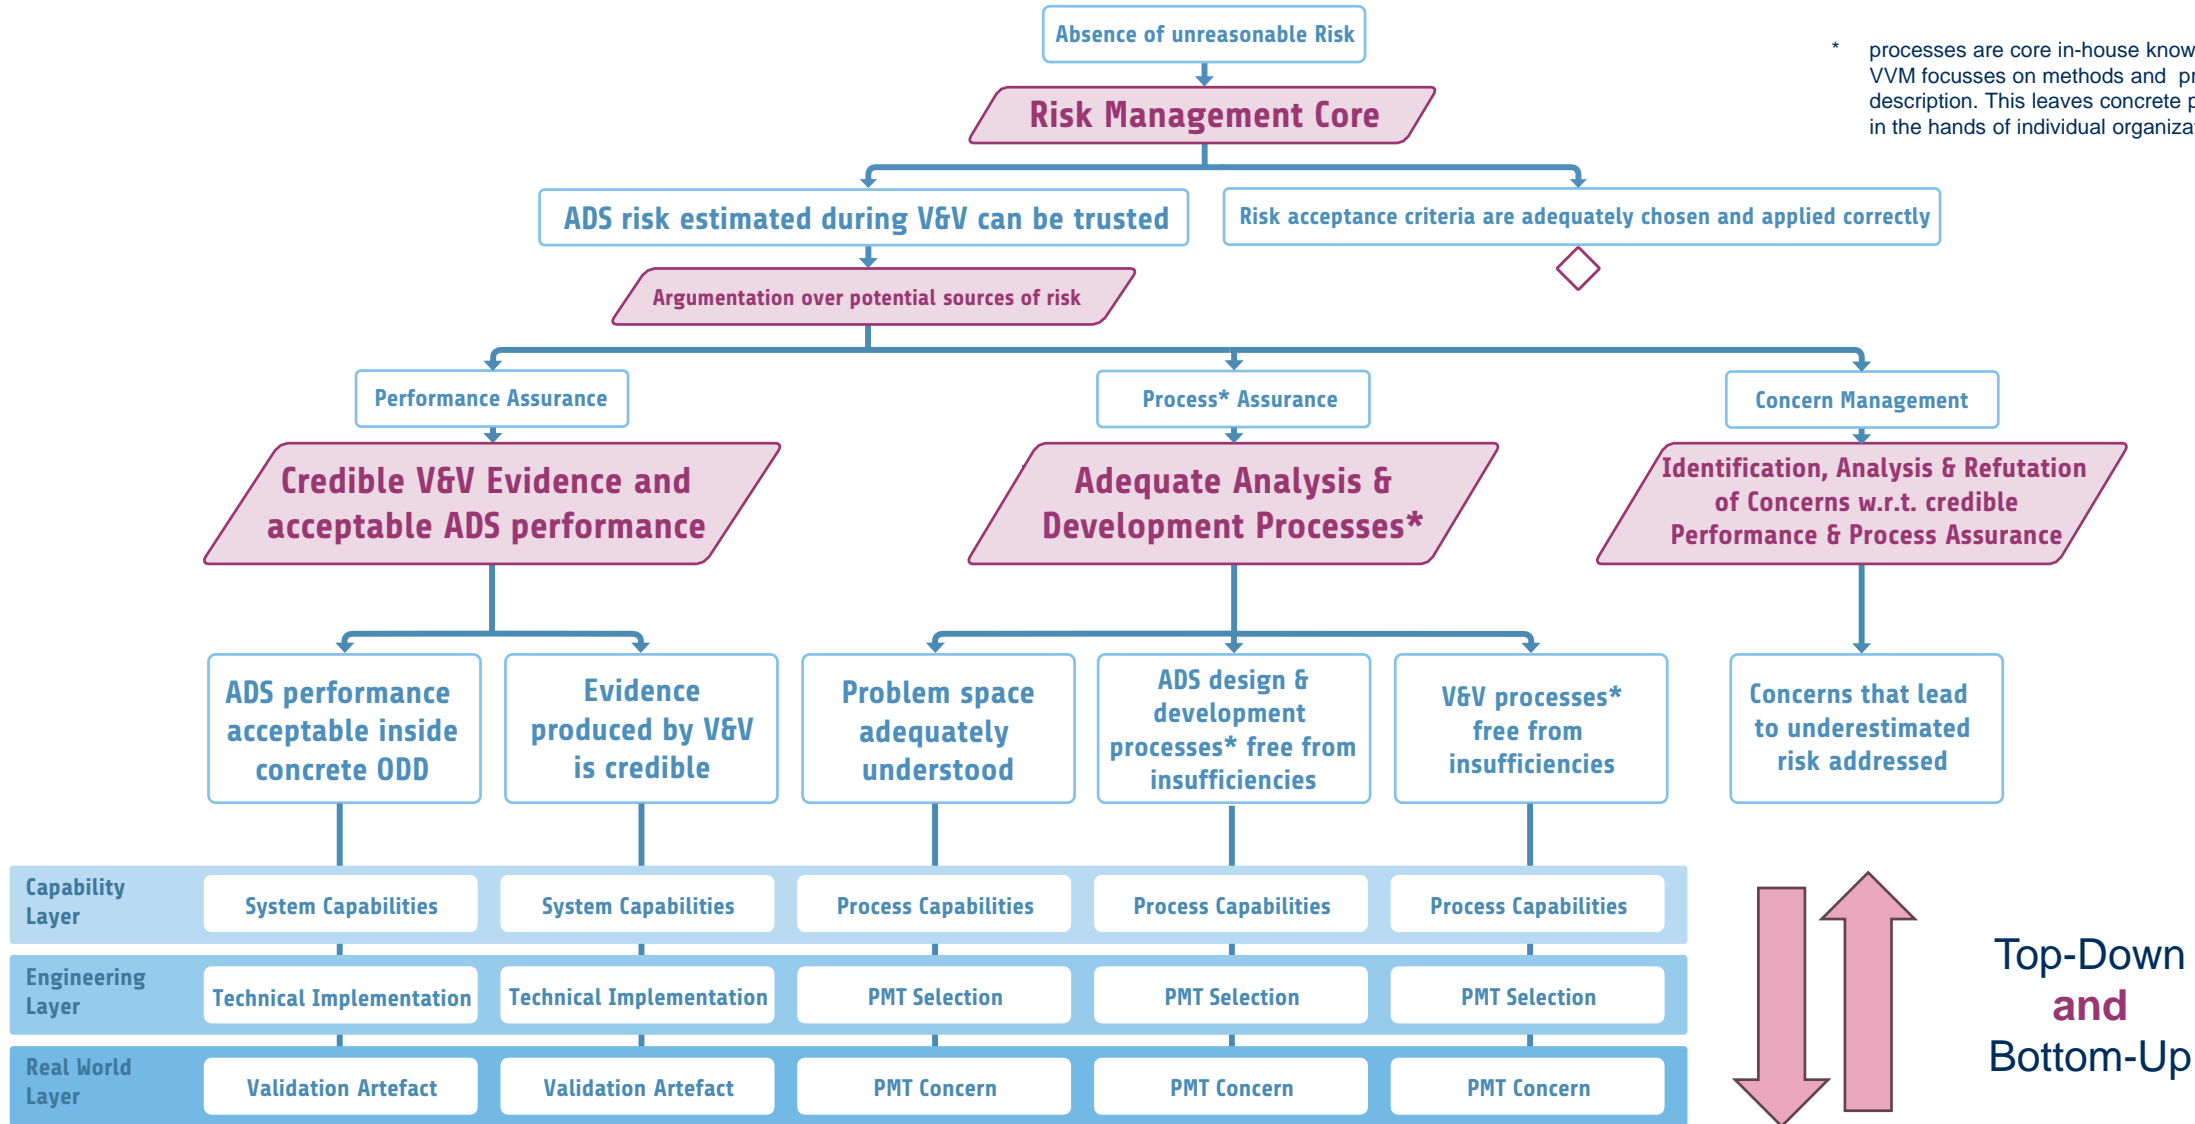 Absence of unreasonable Risk
* processes are core in-house know
VVM focusses on methods and pr
description. This leaves concrete p
in the hands of individual organiza
Risk Management Core
ADS risk estimated during V&V can be trusted
Risk acceptance criteria are adequately chosen and applied correctly
Argumentation over potential sources of risk
Performance Assurance
Process* Assurance
Concern Management
Credible V&V Evidence and
acceptable ADS performance
Adequate Analysis &
Development Processes*
Identification, Analysis & Refutation
of Concerns w.r.t. credible
Performance & Process Assurance
ADS performance
acceptable inside
concrete ODD
Evidence
produced by V&V
is credible
Problem space
adequately
understood
ADS design &
development
processes* free from
insufficiencies
V&V processes*
free from
insufficiencies
Concerns that lead
to underestimated
risk addressed
Capability
Layer
System Capabilities
System Capabilities
Process Capabilities
Process Capabilities
Process Capabilities
Engineering
Layer
Technical Implementation
Technical Implementation
PMT Selection
PMT Selection
PMT Selection
Real World
Layer
Validation Artefact
Validation Artefact
PMT Concern
PMT Concern
PMT Concern
Top-Down
and
Bottom-Up